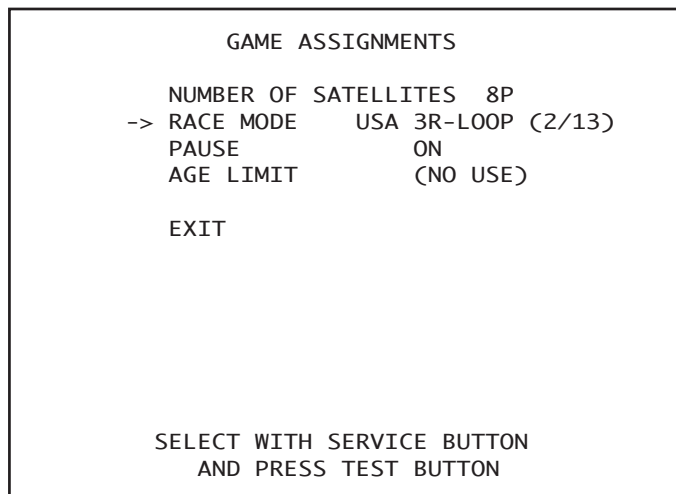 GAME ASSIGNMENTS
NUMBER OF SATELLITES 8P
-> RACE MODE USA 3R-LOOP (2/13)
PAUSE ON
AGE LIMIT (NO USE)
EXIT
SELECT WITH SERVICE BUTTON
AND PRESS TEST BUTTON